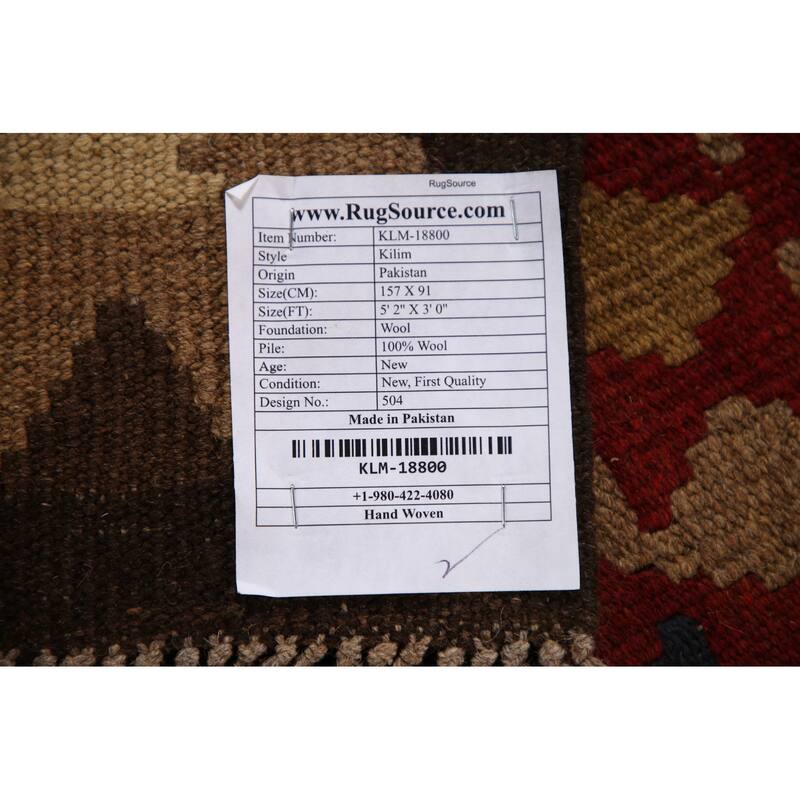 RugSource
www.RugSource.com
Item Number: KLM-18800
Style Kilim
Origin Pakistan
Size(CM): 157 X 91
Size(FT): 5' 2" X 3' 0"
Foundation: Wool
Pile: 100% Wool
Age: New
Condition: New, First Quality
Design No.: 504
Made in Pakistan
KLM-18800
+1-980-422-4080
Hand Woven